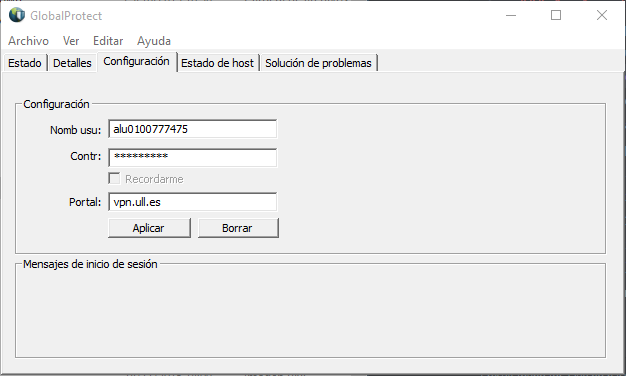 GlobalProtect
Archivo Ver Editar Ayuda
Estado Detalles Configuración Estado de host Solución de problemas
Configuración
Nomb usu: alu0100777475
Contr: *********
Recordarme
Portal: vpn.ull.es
Aplicar Borrar
Mensajes de inicio de sesión